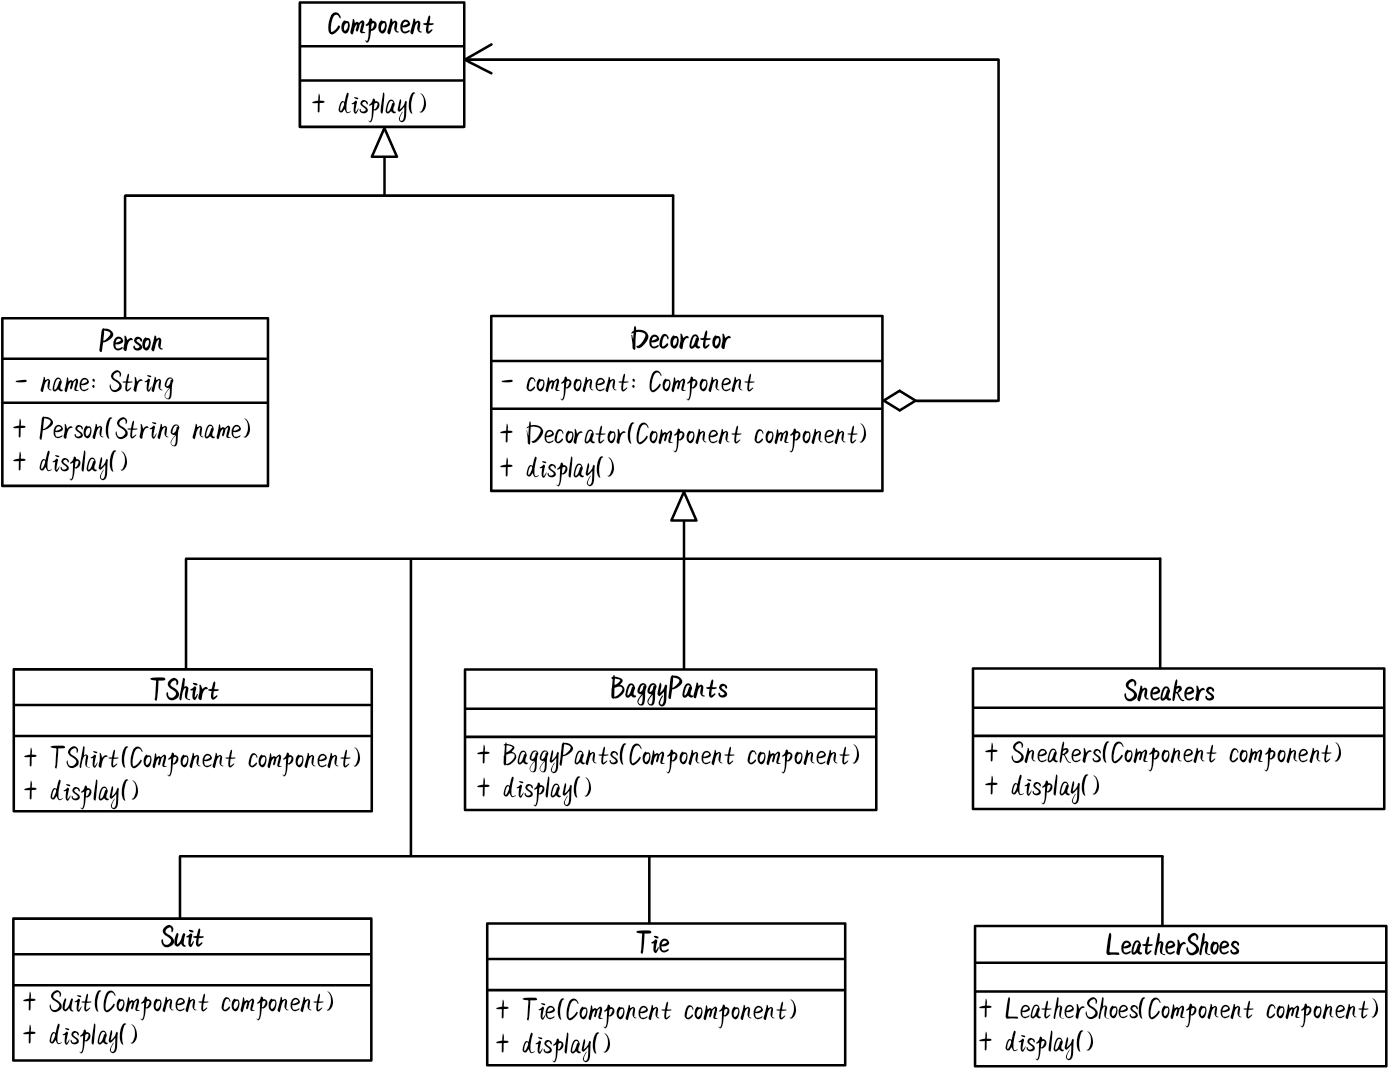 Component
+ display()
Person
- name: String
+ Person(String name)
+ display()
Decorator
- component: Component
+ Decorator(Component component)
+ display()
TShirt
+ TShirt(Component component)
+ display()
BaggyPants
+ BaggyPants(Component component)
+ display()
Sneakers
+ Sneakers(Component component)
+ display()
Suit
+ Suit(Component component)
+ display()
Tie
+ Tie(Component component)
+ display()
LeatherShoes
+ LeatherShoes(Component component)
+ display()